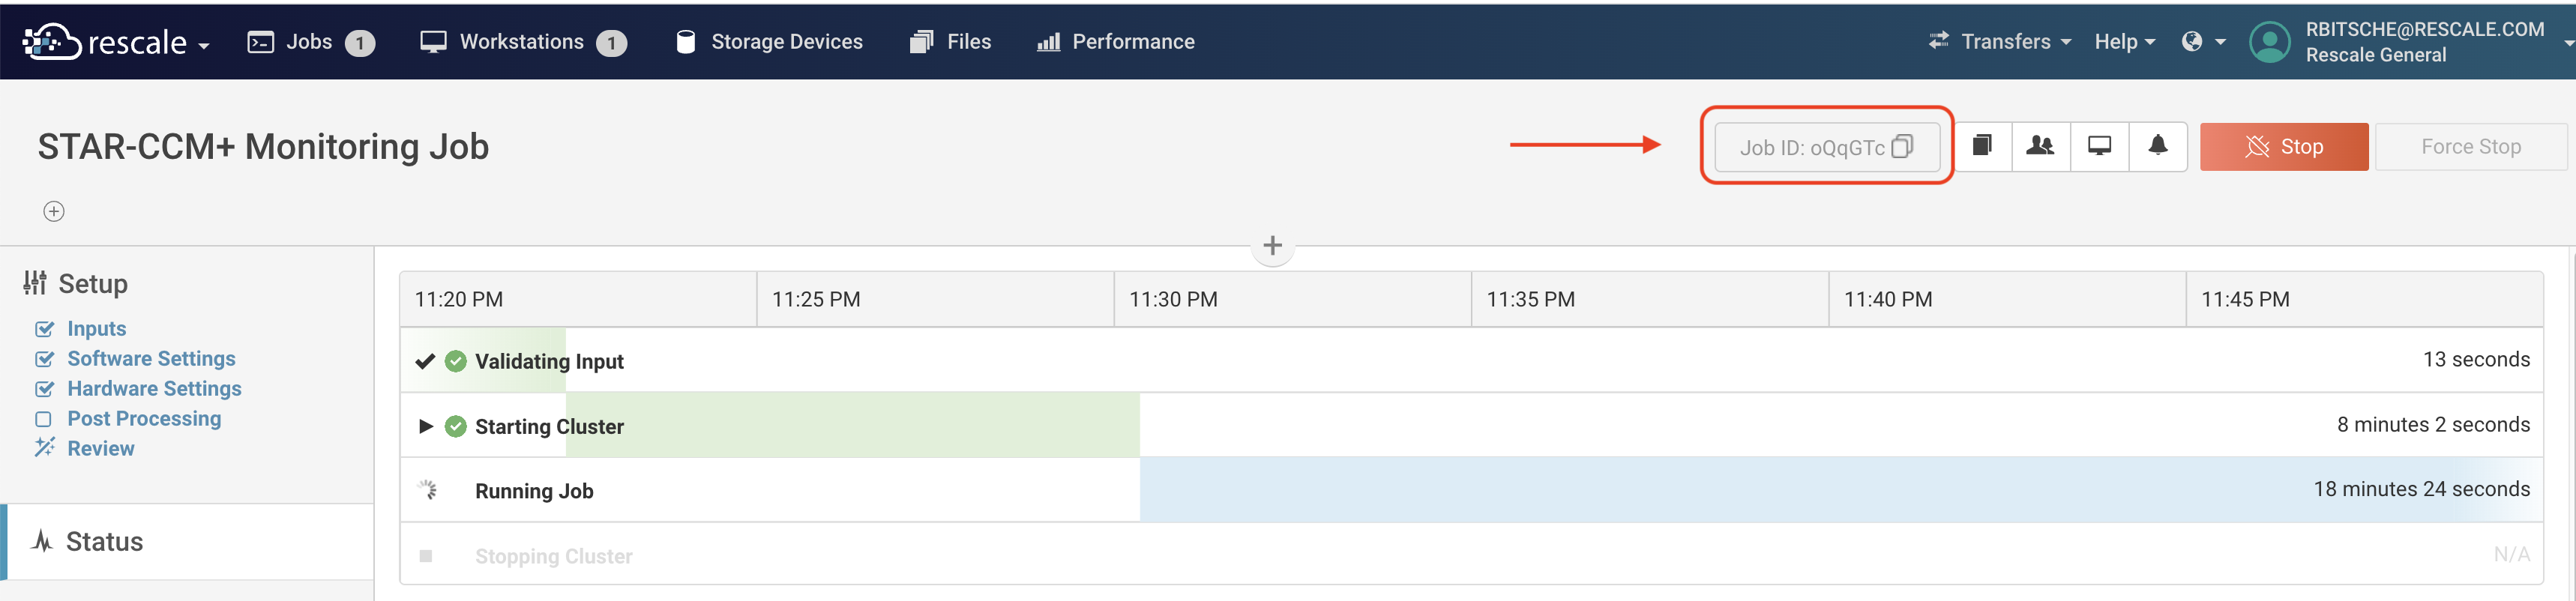 rescale Jobs 1 Workstations 1 Storage Devices Files Performance Transfers Help RBITSCHE@RESCALE.COM
Rescale General
STAR-CCM+ Monitoring Job Job ID: oQqGTc Stop Force Stop
Setup
Inputs
Software Settings
Hardware Settings
Post Processing
Review
Status
11:20 PM 11:25 PM 11:30 PM 11:35 PM 11:40 PM 11:45 PM
Validating Input 13 seconds
Starting Cluster 8 minutes 2 seconds
Running Job 18 minutes 24 seconds
Stopping Cluster N/A